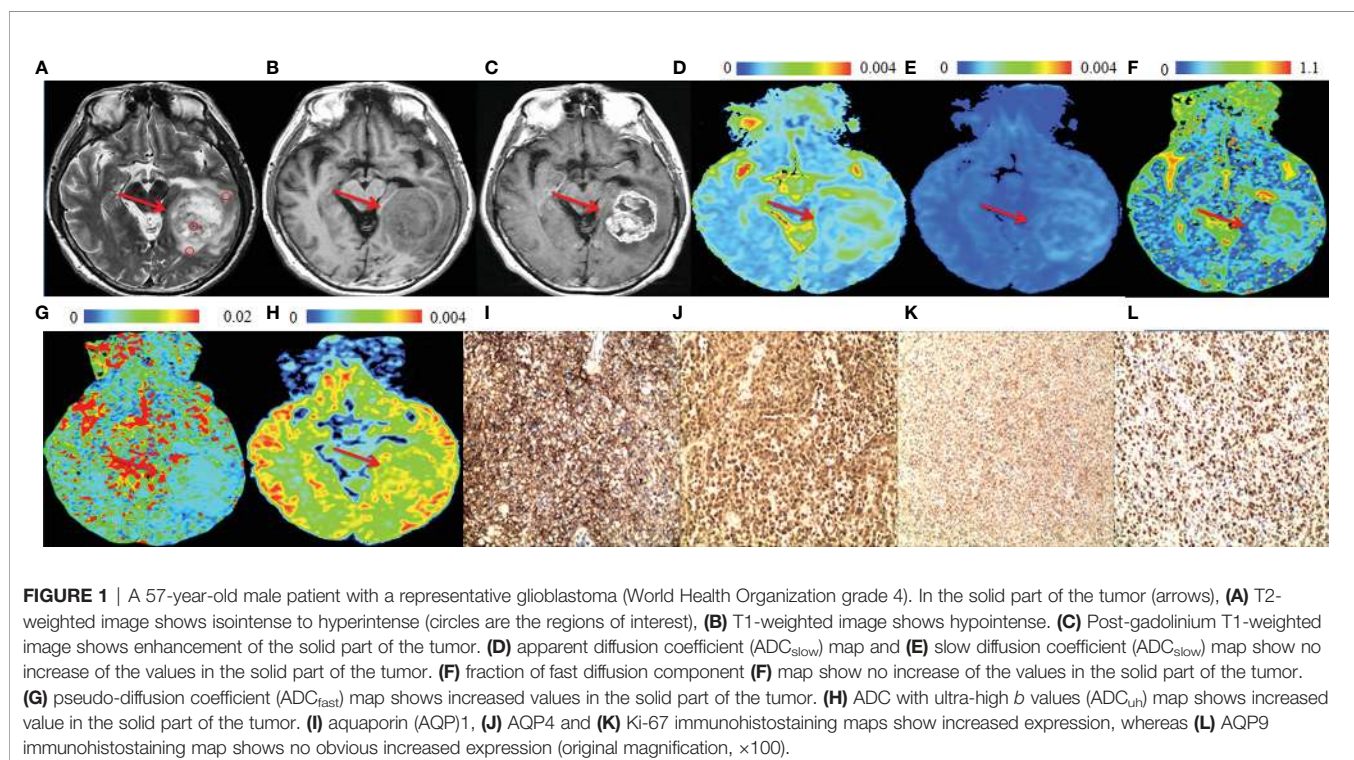 A B C D 0 0.004 E 0 0.004 F 0 1.1
G 0 0.02 H 0 0.004 I J K L
FIGURE 1 | A 57-year-old male patient with a representative glioblastoma (World Health Organization grade 4). In the solid part of the tumor (arrows), (A) T2-
weighted image shows isointense to hyperintense (circles are the regions of interest), (B) T1-weighted image shows hypointense. (C) Post-gadolinium T1-weighted
image shows enhancement of the solid part of the tumor. (D) apparent diffusion coefficient (ADCslow) map and (E) slow diffusion coefficient (ADCslow) map show no
increase of the values in the solid part of the tumor. (F) fraction of fast diffusion component (F) map show no increase of the values in the solid part of the tumor.
(G) pseudo-diffusion coefficient (ADCfast) map shows increased values in the solid part of the tumor. (H) ADC with ultra-high b values (ADCuh) map shows increased
value in the solid part of the tumor. (I) aquaporin (AQP)1, (J) AQP4 and (K) Ki-67 immunohistostaining maps show increased expression, whereas (L) AQP9
immunohistostaining map shows no obvious increased expression (original magnification, ×100).